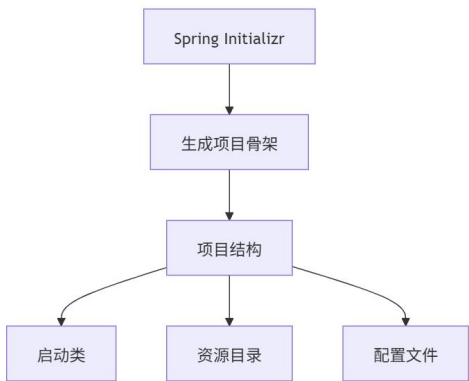 Spring Initializr
生成项目骨架
项目结构
启动类
资源目录
配置文件